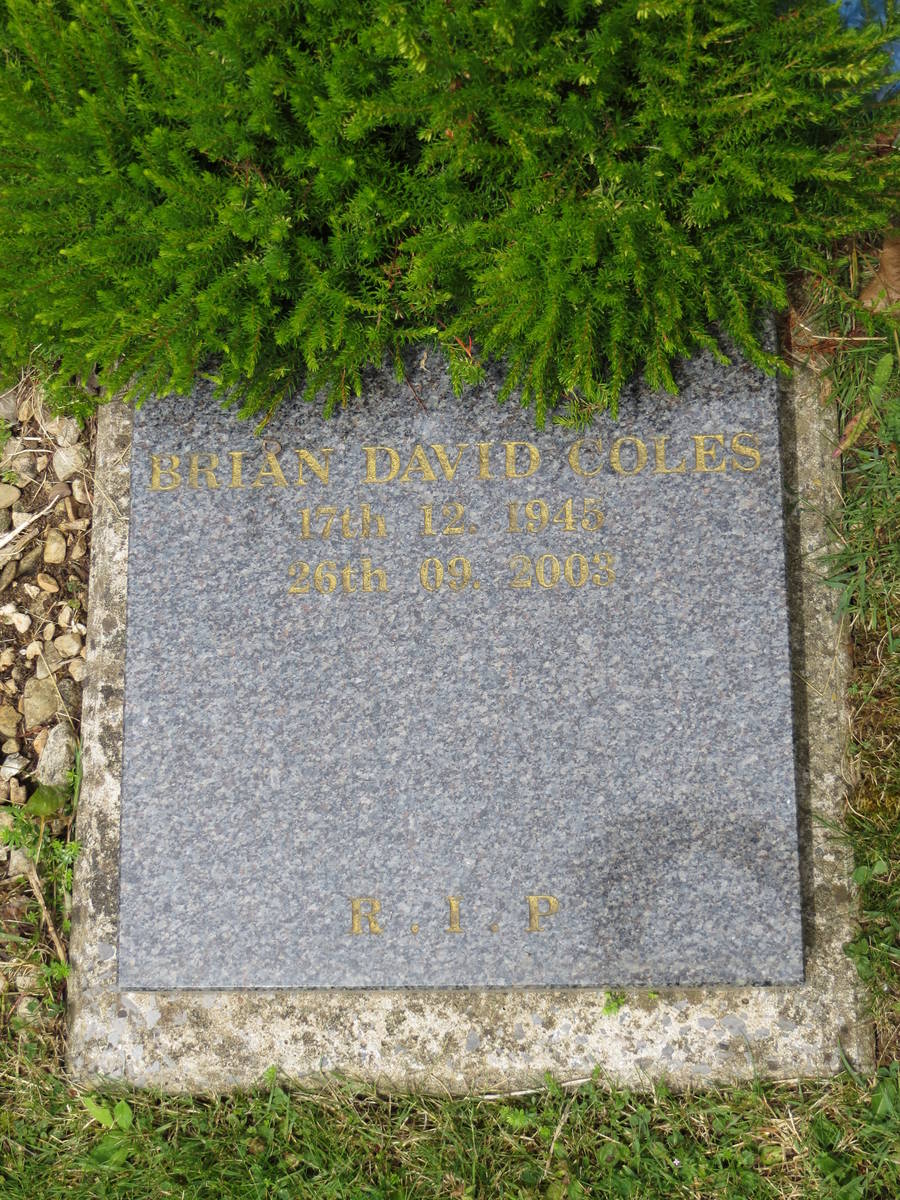 BRIAN DAVID COLES
17th 12. 1945
26th 09. 2003
R . I . P